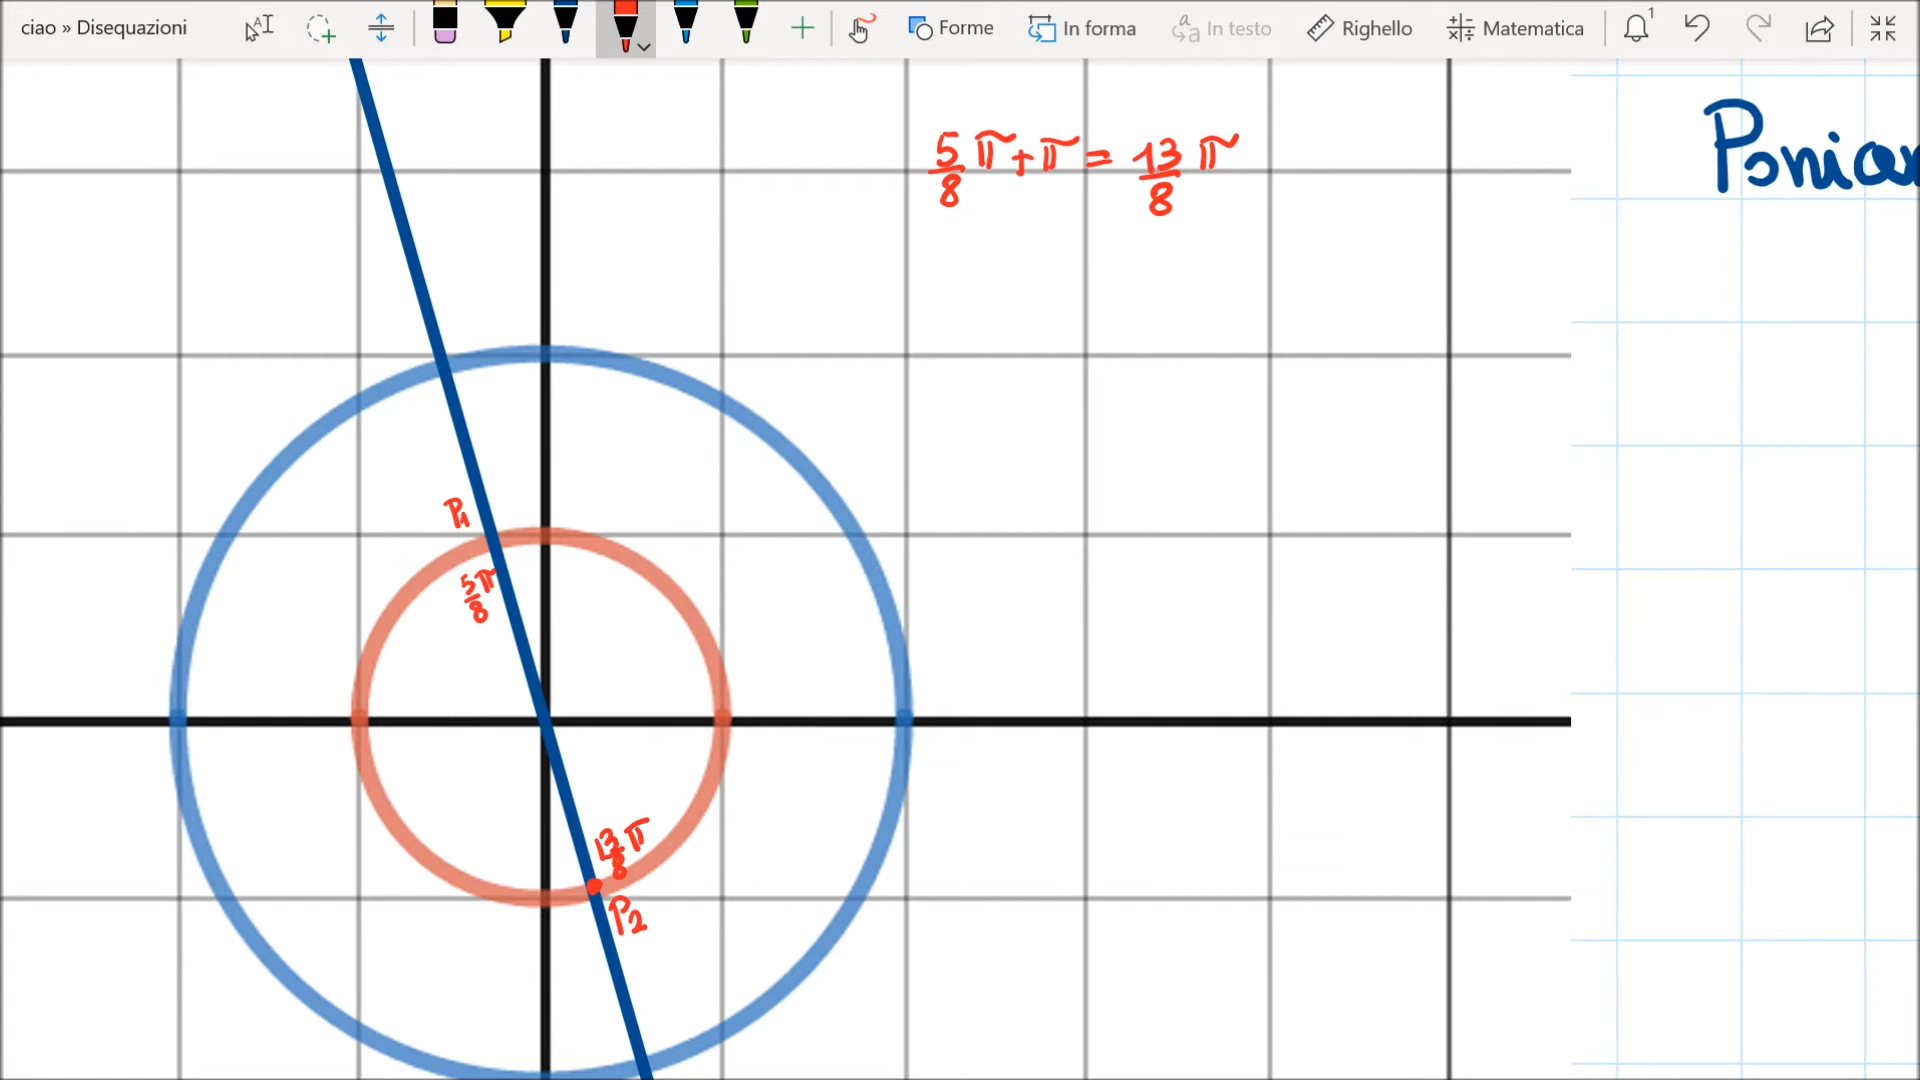 ciao » Disequazioni
Forme
In forma
In testo
Righello
Matematica
1
5/8 π + π = 13/8 π
P1
5/8 π
13/8 π
P2